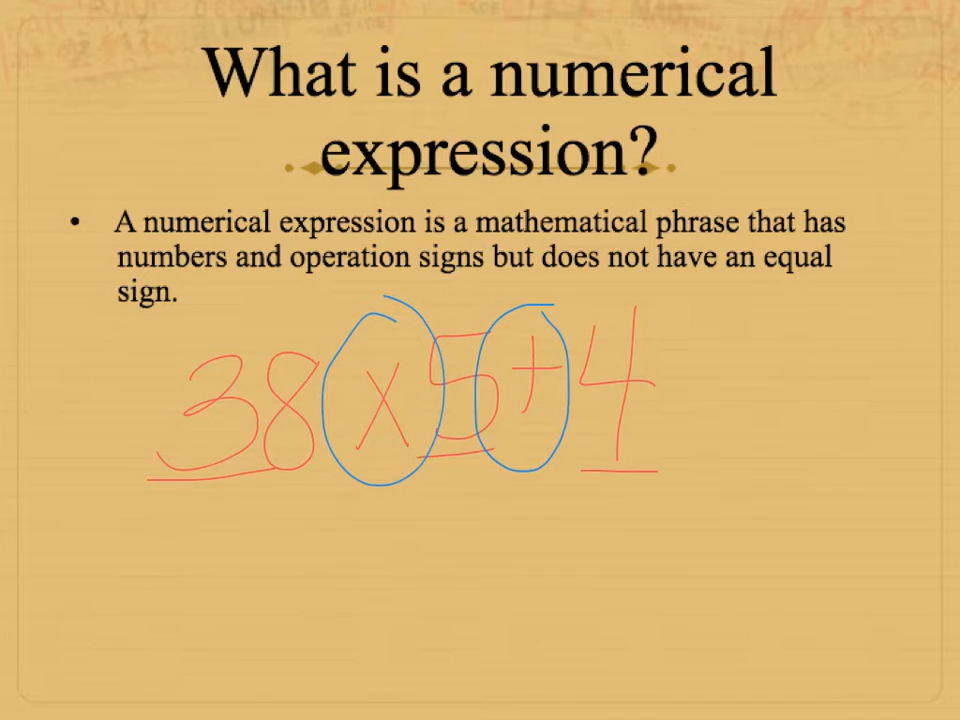 What is a numerical
expression?
• A numerical expression is a mathematical phrase that has
numbers and operation signs but does not have an equal
sign.
38 x 5 + 4